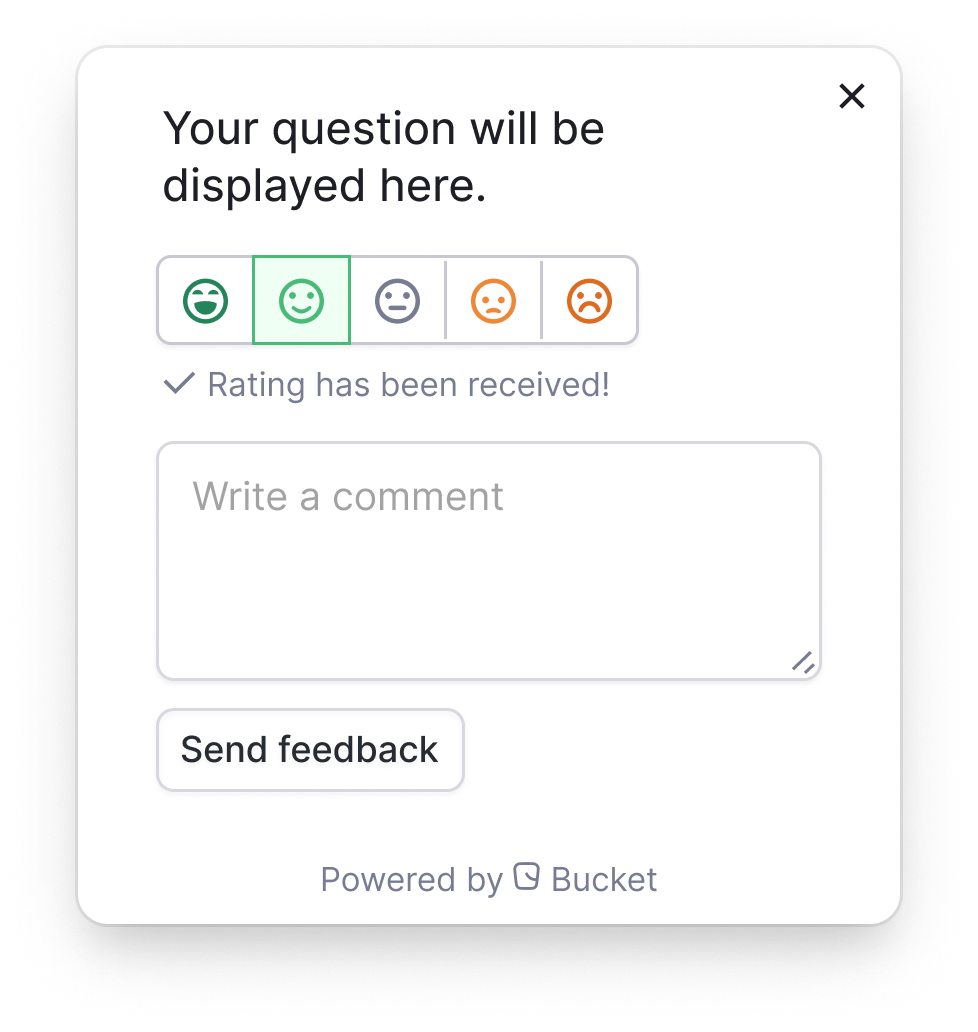 Your question will be
displayed here.
Rating has been received!
Write a comment
Send feedback
Powered by Bucket